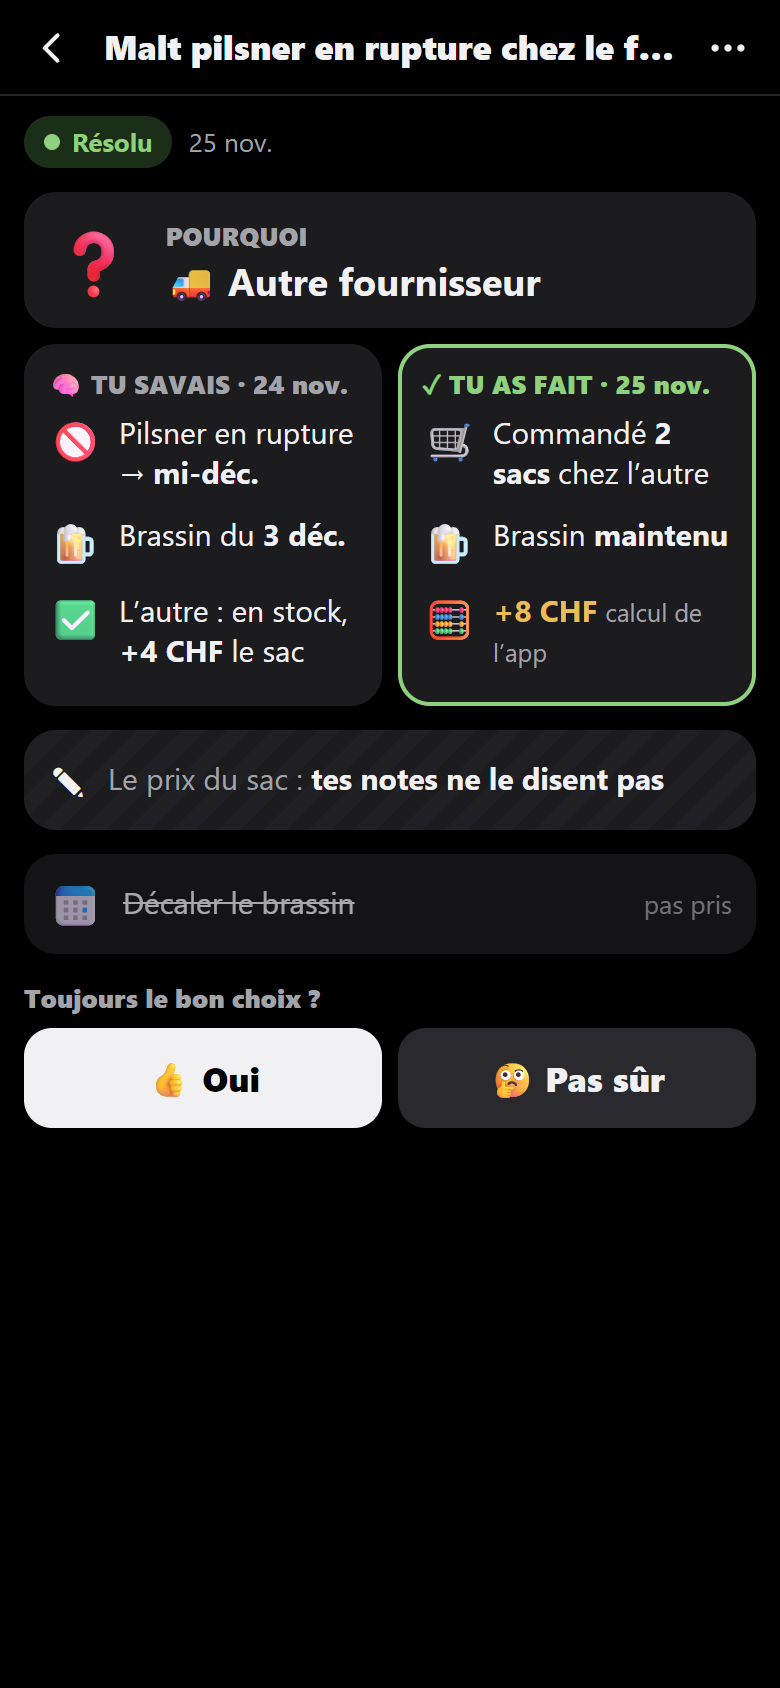 Malt pilsner en rupture chez le f...
Résolu
25 nov.
POURQUOI
Autre fournisseur
TU SAVAIS · 24 nov.
Pilsner en rupture
→ mi-déc.
Brassin du 3 déc.
L’autre : en stock,
+4 CHF le sac
✓ TU AS FAIT · 25 nov.
Commandé 2
sacs chez l’autre
Brassin maintenu
+8 CHF calcul de
l’app
Le prix du sac : tes notes ne le disent pas
Décaler le brassin
pas pris
Toujours le bon choix ?
Oui
Pas sûr